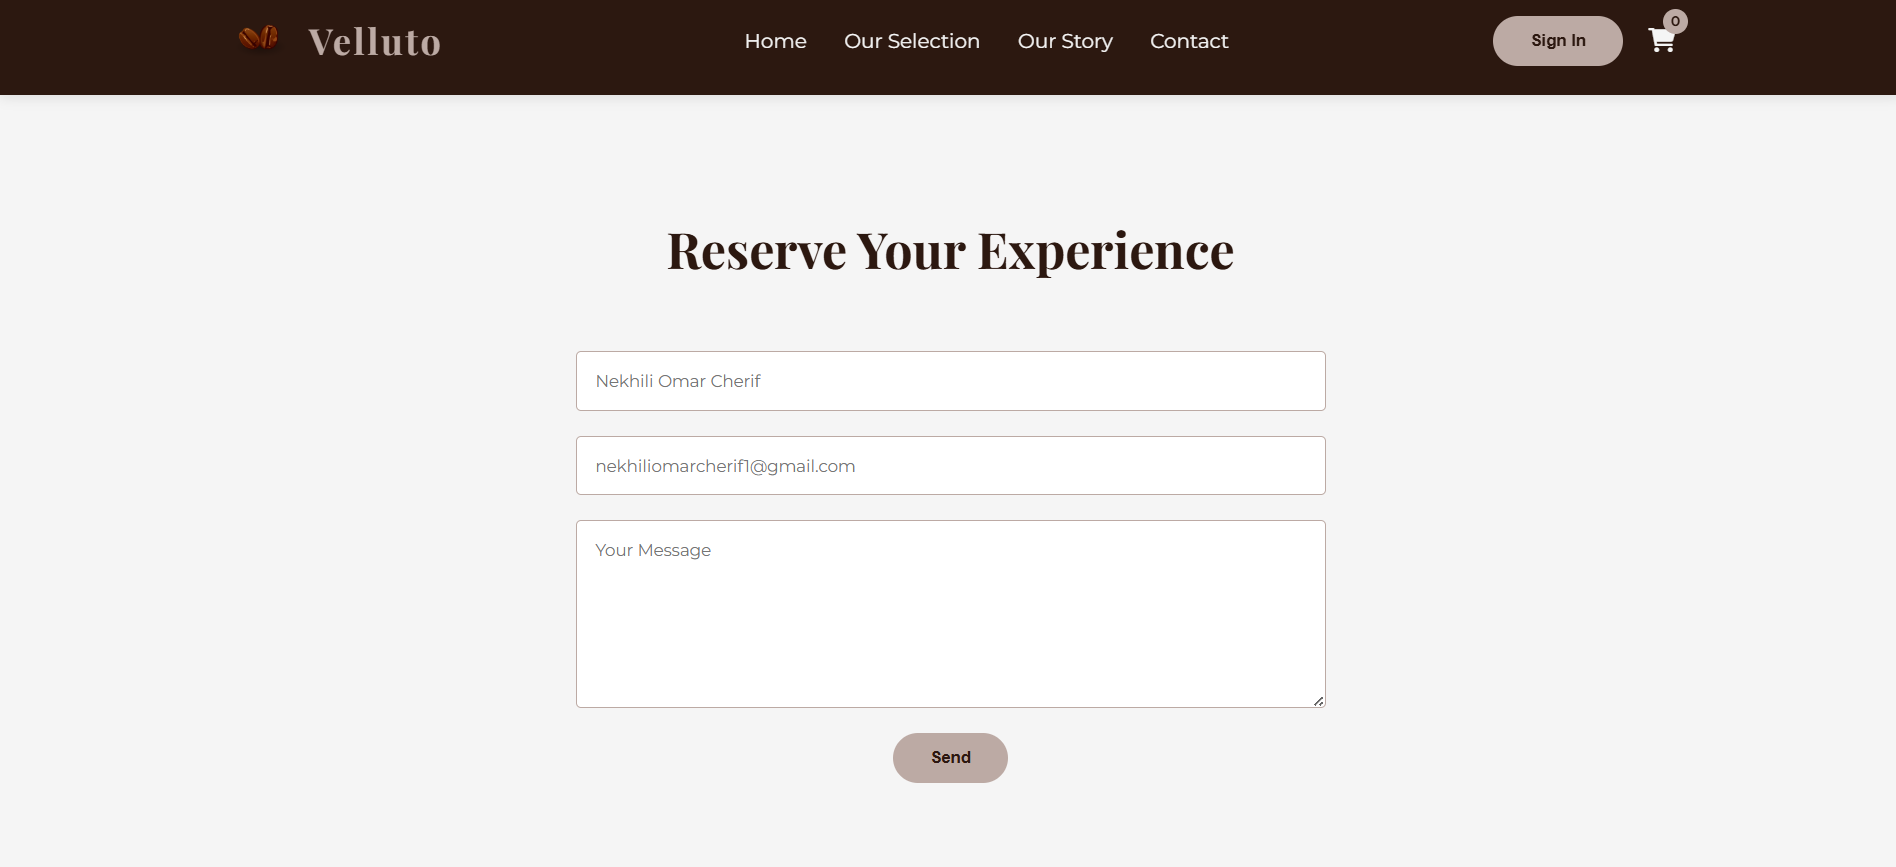 Velluto
Home Our Selection Our Story Contact
Sign In
0
Reserve Your Experience
Nekhili Omar Cherif
nekhiliomarcherif1@gmail.com
Your Message
Send